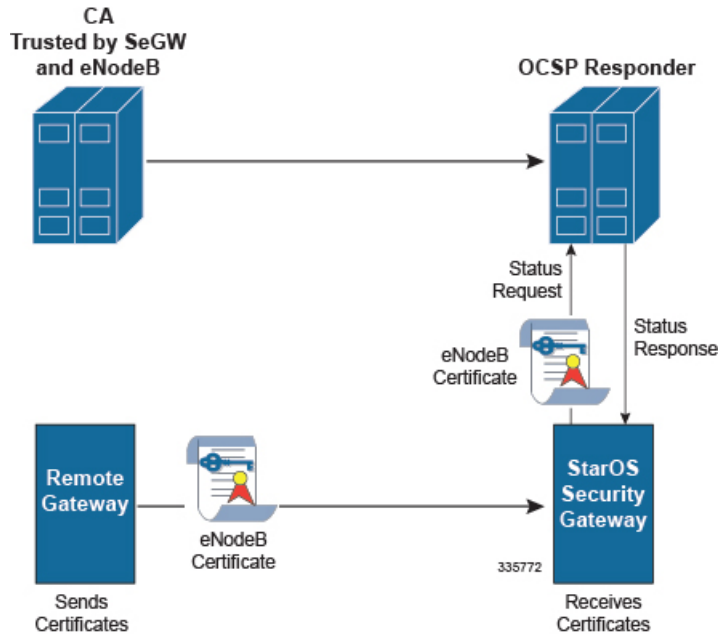 CA
Trusted by SeGW
and eNodeB
OCSP Responder
Status
Request
Status
Response
eNodeB
Certificate
Remote
Gateway
eNodeB
Certificate
StarOS
Security
Gateway
335772
Sends
Certificates
Receives
Certificates